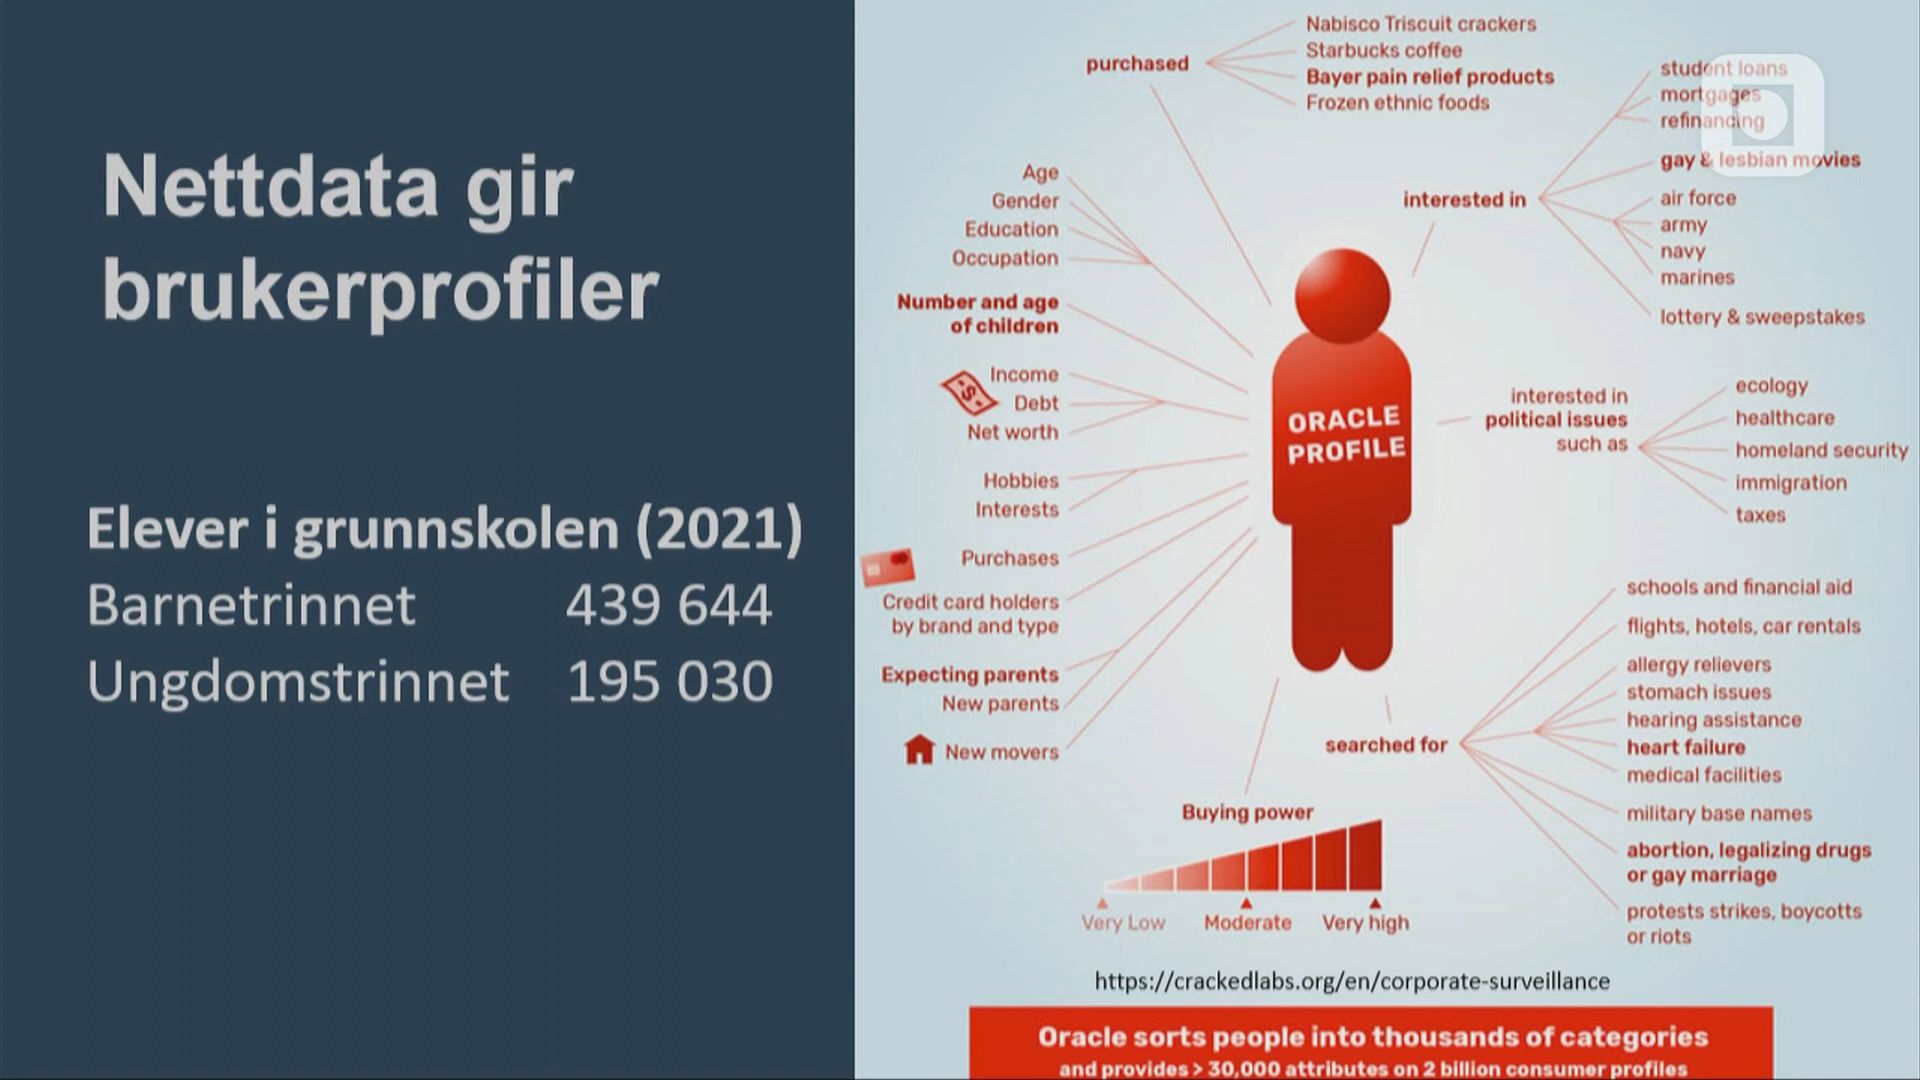 Nettdata gir
brukerprofiler
Elever i grunnskolen (2021)
Barnetrinnet 439 644
Ungdomstrinnet 195 030
purchased
Nabisco Triscuit crackers
Starbucks coffee
Bayer pain relief products
Frozen ethnic foods
interested in
student loans
mortgages
refinancing
gay & lesbian movies
air force
army
navy
marines
lottery & sweepstakes
Age
Gender
Education
Occupation
Number and age
of children
Income
Debt
Net worth
Hobbies
Interests
Purchases
Credit card holders
by brand and type
Expecting parents
New parents
New movers
$
ORACLE
PROFILE
interested in
political issues
such as
ecology
healthcare
homeland security
immigration
taxes
searched for
schools and financial aid
flights, hotels, car rentals
allergy relievers
stomach issues
hearing assistance
heart failure
medical facilities
military base names
abortion, legalizing drugs
or gay marriage
protests strikes, boycotts
or riots
Buying power
Very Low Moderate Very high
https://crackedlabs.org/en/corporate-surveillance
Oracle sorts people into thousands of categories
and provides > 30,000 attributes on 2 billion consumer profiles